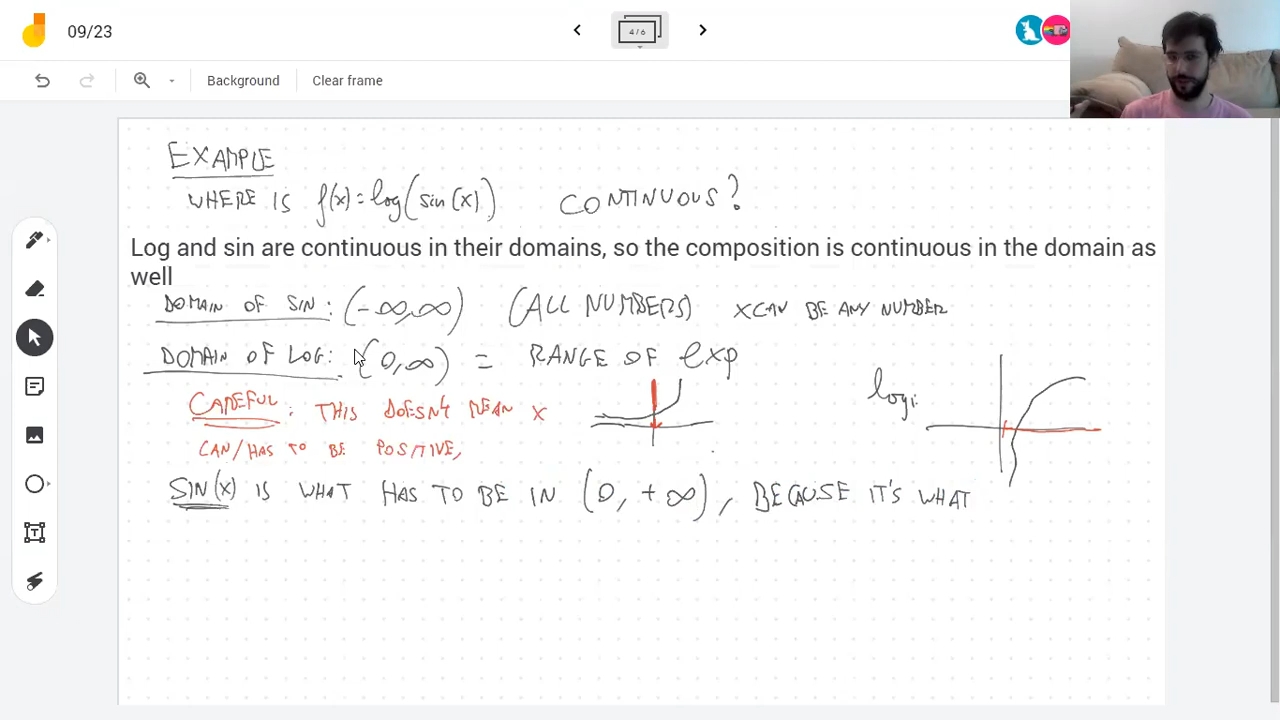 09/23
4 / 6
Background
Clear frame
EXAMPLE
WHERE IS f(x)=log(sin(x)) CONTINUOUS?
Log and sin are continuous in their domains, so the composition is continuous in the domain as
well
DOMAIN OF SIN: (-∞,∞) (ALL NUMBERS) X CAN BE ANY NUMBER
DOMAIN OF LOG: (0,∞) = RANGE OF exp
log:
CAREFUL: THIS DOESN'T MEAN X
CAN/HAS TO BE POSITIVE,
SIN(X) IS WHAT HAS TO BE IN (0, +∞), BECAUSE IT'S WHAT